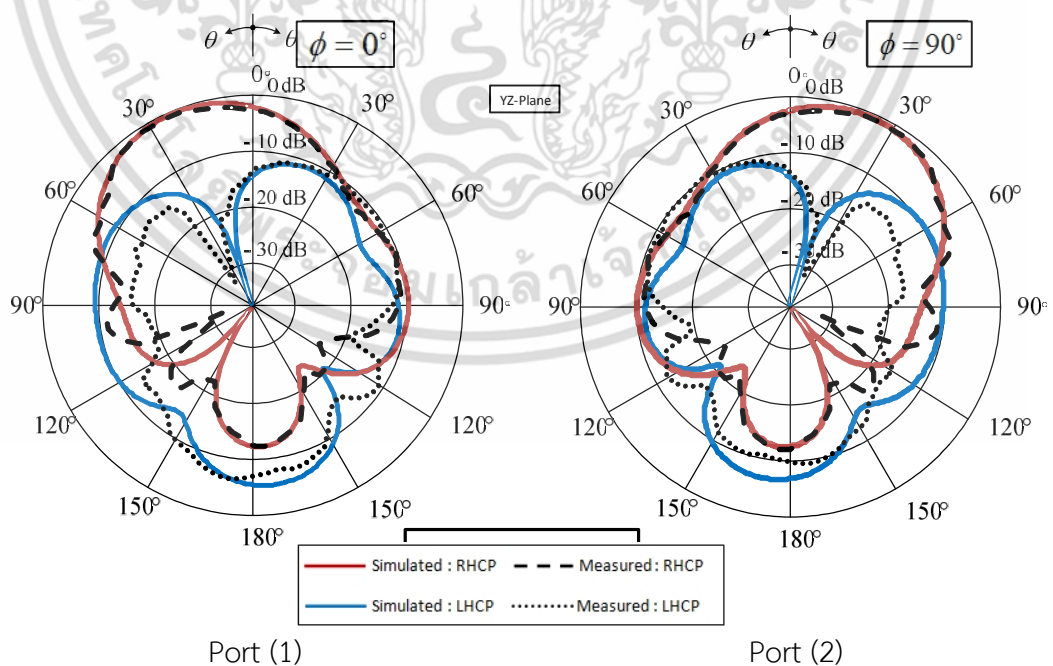 θ θ ϕ = 0°
θ θ ϕ = 90°
YZ-Plane
0° 0 dB
30° 30°
-10 dB
60° 60°
-20 dB
-30 dB
90° 90°
120° 120°
150° 150°
180°
0° 0 dB
30° 30°
-10 dB
60° 60°
dB
dB
90° 90°
120° 120°
150° 150°
180°
Simulated : RHCP Measured : RHCP
Simulated : LHCP Measured : LHCP
Port (1) Port (2)